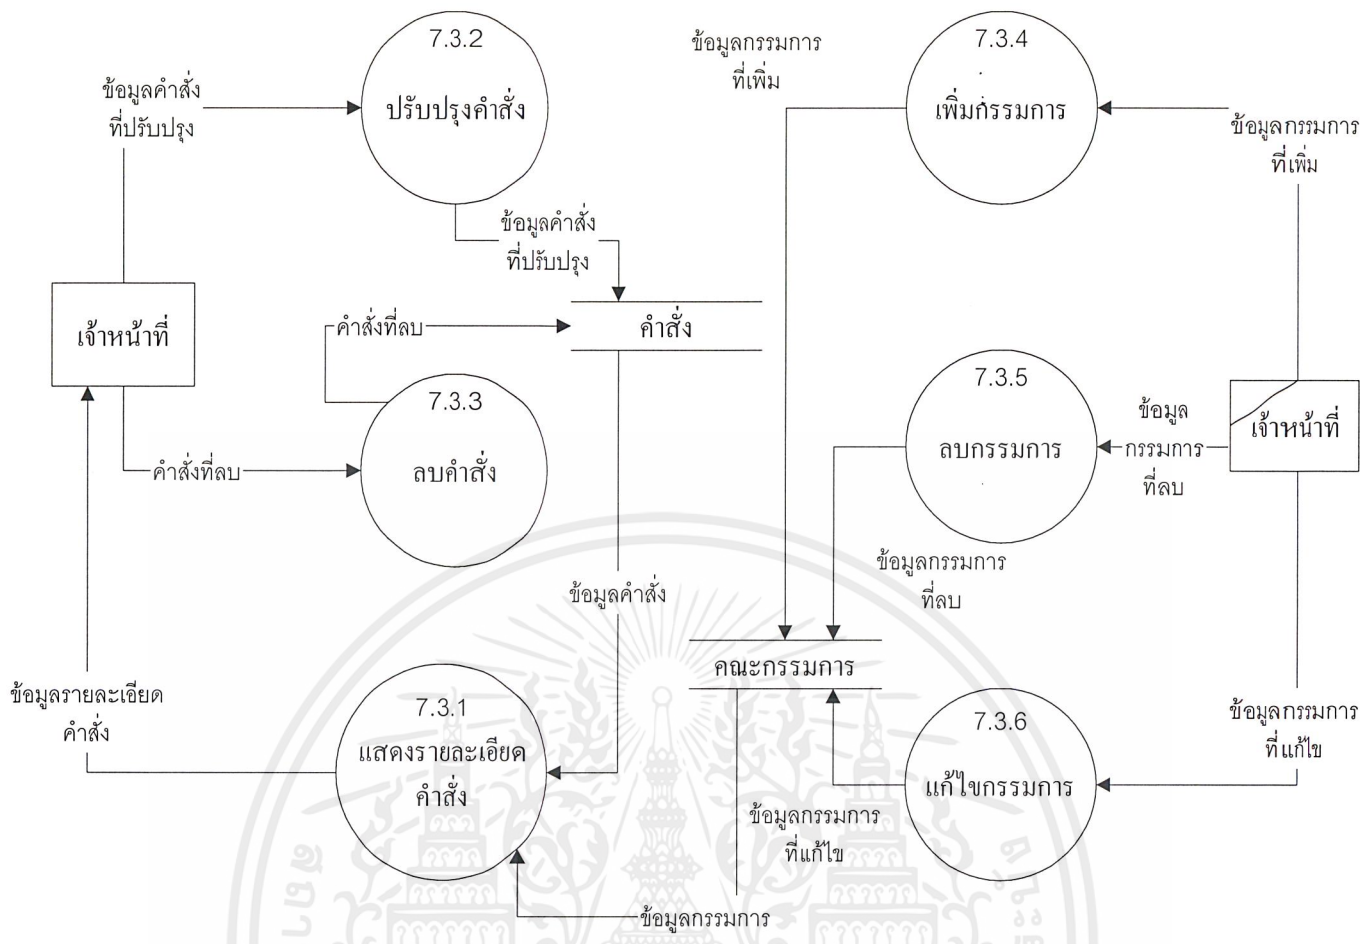 7.3.2
ปรับปรุงคำสั่ง
ข้อมูลคำสั่ง
ที่ปรับปรุง
ข้อมูลคำสั่ง
ที่ปรับปรุง
เจ้าหน้าที่
คำสั่งที่ลบ
คำสั่ง
7.3.3
ลบคำสั่ง
คำสั่งที่ลบ
ข้อมูลคำสั่ง
ข้อมูลรายละเอียด
คำสั่ง
7.3.1
แสดงรายละเอียด
คำสั่ง
ข้อมูลกรรมการ
ข้อมูลกรรมการ
ที่เพิ่ม
7.3.4
เพิ่มกรรมการ
ข้อมูลกรรมการ
ที่เพิ่ม
7.3.5
ลบกรรมการ
ข้อมูล
กรรมการ
ที่ลบ
เจ้าหน้าที่
ข้อมูลกรรมการ
ที่ลบ
คณะกรรมการ
7.3.6
แก้ไขกรรมการ
ข้อมูลกรรมการ
ที่แก้ไข
ข้อมูลกรรมการ
ที่แก้ไข